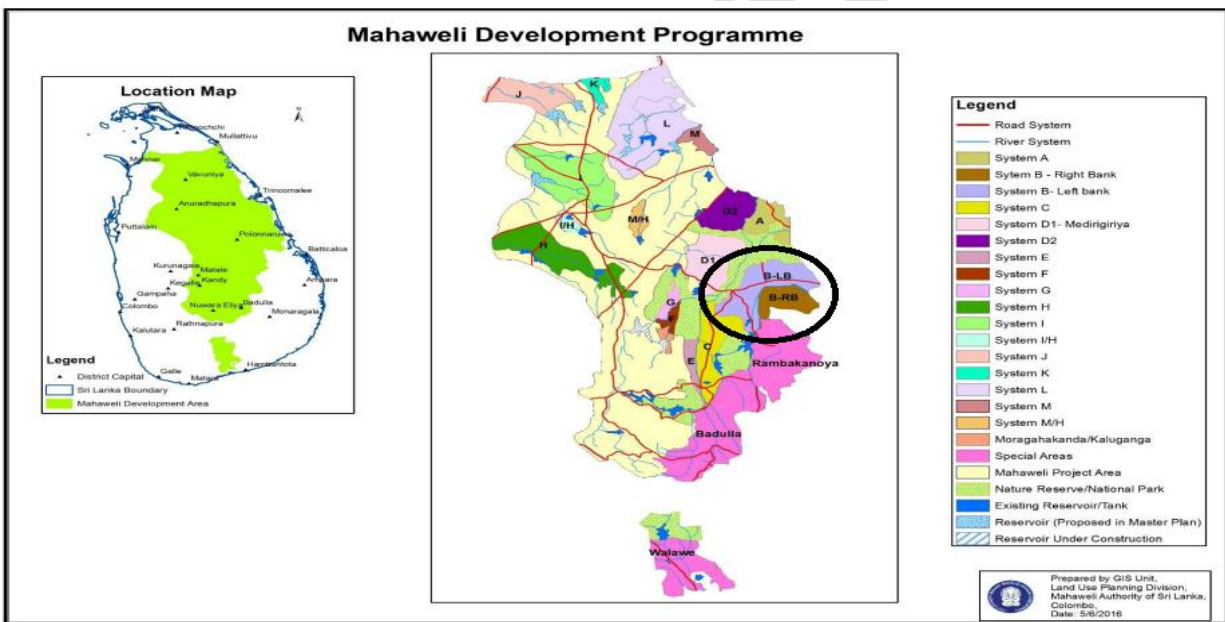 Mahaweli Development Programme
Location Map
N
Mullattivu
Mannar
Vavuniya
Trincomalee
Anuradhapura
Puttalam
Polonnaruwa
Batticaloa
Kurunagala
Matale
Kegalle
Kandy
Ampara
Gampaha
Nuwara Eliya
Badulla
Colombo
Monaragala
Rathnapura
Kalutara
Galle
Matara
Hambantota
Legend
District Capital
Sri Lanka Boundary
Mahaweli Development Area
J
K
L
M
I
I/H
M/H
D2
A
H
D1
B-LB
B-RB
G
F
C
E
Rambakanoya
Badulla
Walawe
Legend
Road System
River System
System A
Sytem B - Right Bank
System B- Left bank
System C
System D1- Medirigiriya
System D2
System E
System F
System G
System H
System I
System I/H
System J
System K
System L
System M
System M/H
Moragahakanda/Kaluganga
Special Areas
Mahaweli Project Area
Nature Reserve/National Park
Existing Reservoir/Tank
Reservoir (Proposed in Master Plan)
Reservoir Under Construction
Prepared by GIS Unit,
Land Use Planning Division,
Mahaweli Authority of Sri Lanka,
Colombo,
Date: 5/6/2016